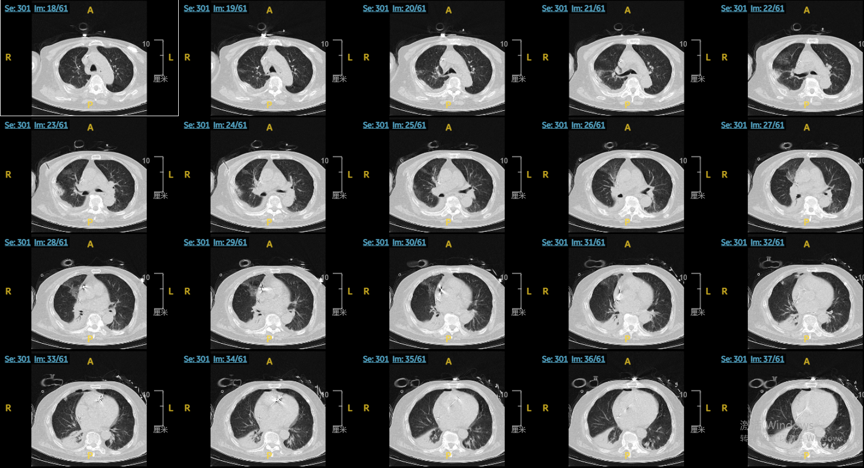 Se: 301 Im: 18/61 A Se: 301 Im: 19/61 A Se: 301 Im: 20/61 A Se: 301 Im: 21/61 A Se: 301 Im: 22/61 A
10 10 10 10 10
R L R L R L R L R L
厘米 厘米 厘米 厘米 厘米
P P P P P
Se: 301 Im: 23/61 A Se: 301 Im: 24/61 A Se: 301 Im: 25/61 A Se: 301 Im: 26/61 A Se: 301 Im: 27/61 A
10 10 10 10 10
R L R L R L R L R L
厘米 厘米 厘米 厘米 厘米
P P P P P
Se: 301 Im: 28/61 A Se: 301 Im: 29/61 A Se: 301 Im: 30/61 A Se: 301 Im: 31/61 A Se: 301 Im: 32/61 A
10 10 10 10 10
R L R L R L R L R L
厘米 厘米 厘米 厘米 厘米
P P P P P
Se: 301 Im: 33/61 A Se: 301 Im: 34/61 A Se: 301 Im: 35/61 A Se: 301 Im: 36/61 A Se: 301 Im: 37/61 A
10 10 10 10 10
R L R L R L R L R L
厘米 厘米 厘米 厘米 厘米
P P P P P
Windows
Windows